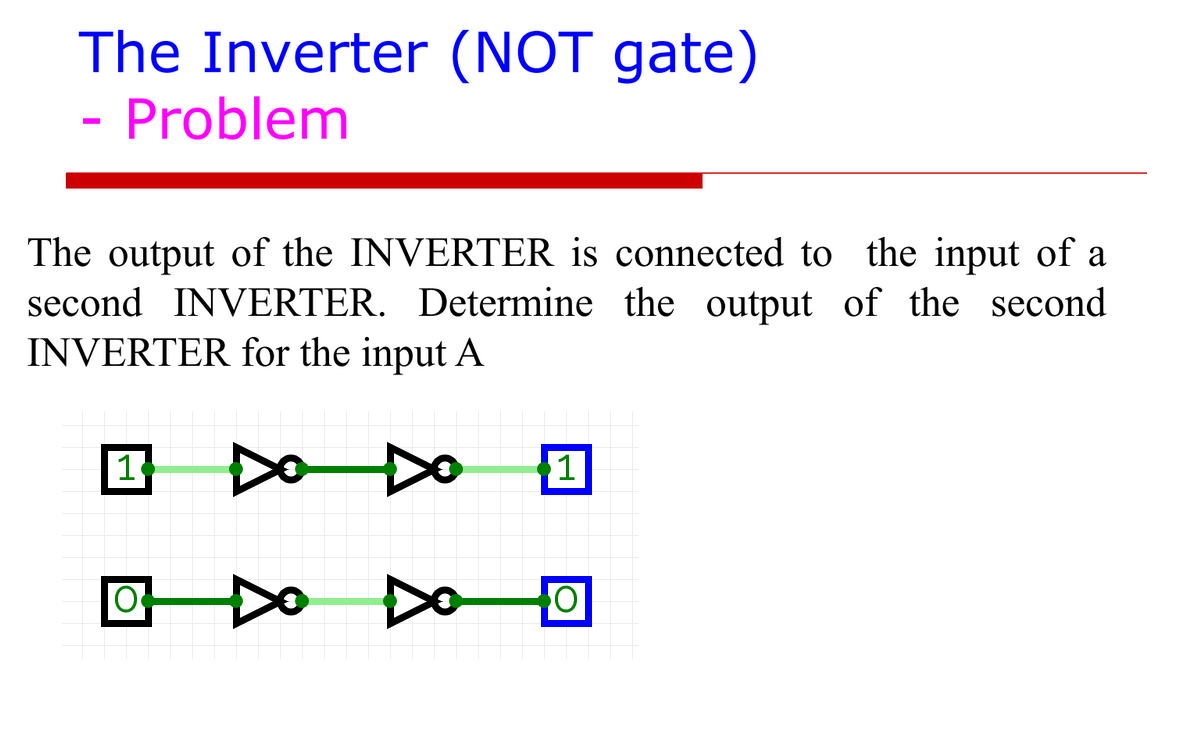 The Inverter (NOT gate)
- Problem
The output of the INVERTER is connected to the input of a
second INVERTER. Determine the output of the second
INVERTER for the input A
1 1
0 0